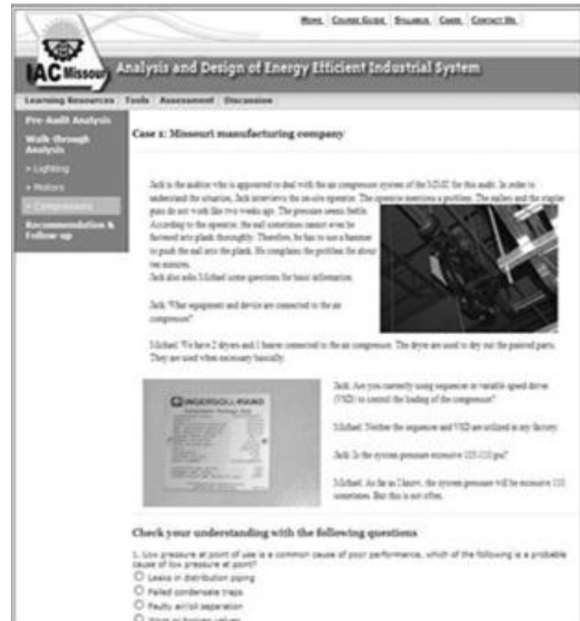 Home Course Guide Syllabus Cases Contact Us
IAC Missouri
Analysis and Design of Energy Efficient Industrial System
Learning Resources Tools Assessment Discussion
Pre-Audit Analysis
Walk-through
Analysis
» Lighting
» Motors
» Compressors
Recommendation &
Follow-up
Case 1: Missouri manufacturing company
Jack is the auditor who is appointed to deal with the air compressor system of the for this audit. In order to
understand the situation, Jack interviews the on-site operator. The operator mentions a problem. The nailers and the stapler
guns do not work like two weeks ago. The pressure seems feeble.
According to the operator, the nail sometimes cannot even be
fastened into plank thoroughly. Therefore, he has to use a hammer
to push the nail into the plank. He complains the problem for about
ten minutes.
Jack also asks Michael some questions for basic information.
Jack: What equipment and device are connected to the air
compressor?
Michael: We have 2 dryers and 1 connected to the air compressor. The dryer are used to dry out the painted parts.
They are used when necessary basically.
INGERSOLL-RAND
Jack: Are you currently using sequencer or variable speed driver
(VSD) to control the loading of the compressor?
Michael: Neither the sequencer and VSD are utilized in my factory.
Jack: Is the system pressure excessive 105-110 psi?
Michael: As far as I know, the system pressure will be excessive 110
sometimes. But this is not often.
Check your understanding with the following questions
1. Low pressure at point of use is a common cause of poor performance, which of the following is a probable
cause of low pressure at point?
Leaks in distribution piping
Failed condensate traps
Faulty air/oil separation
Worn or broken valves